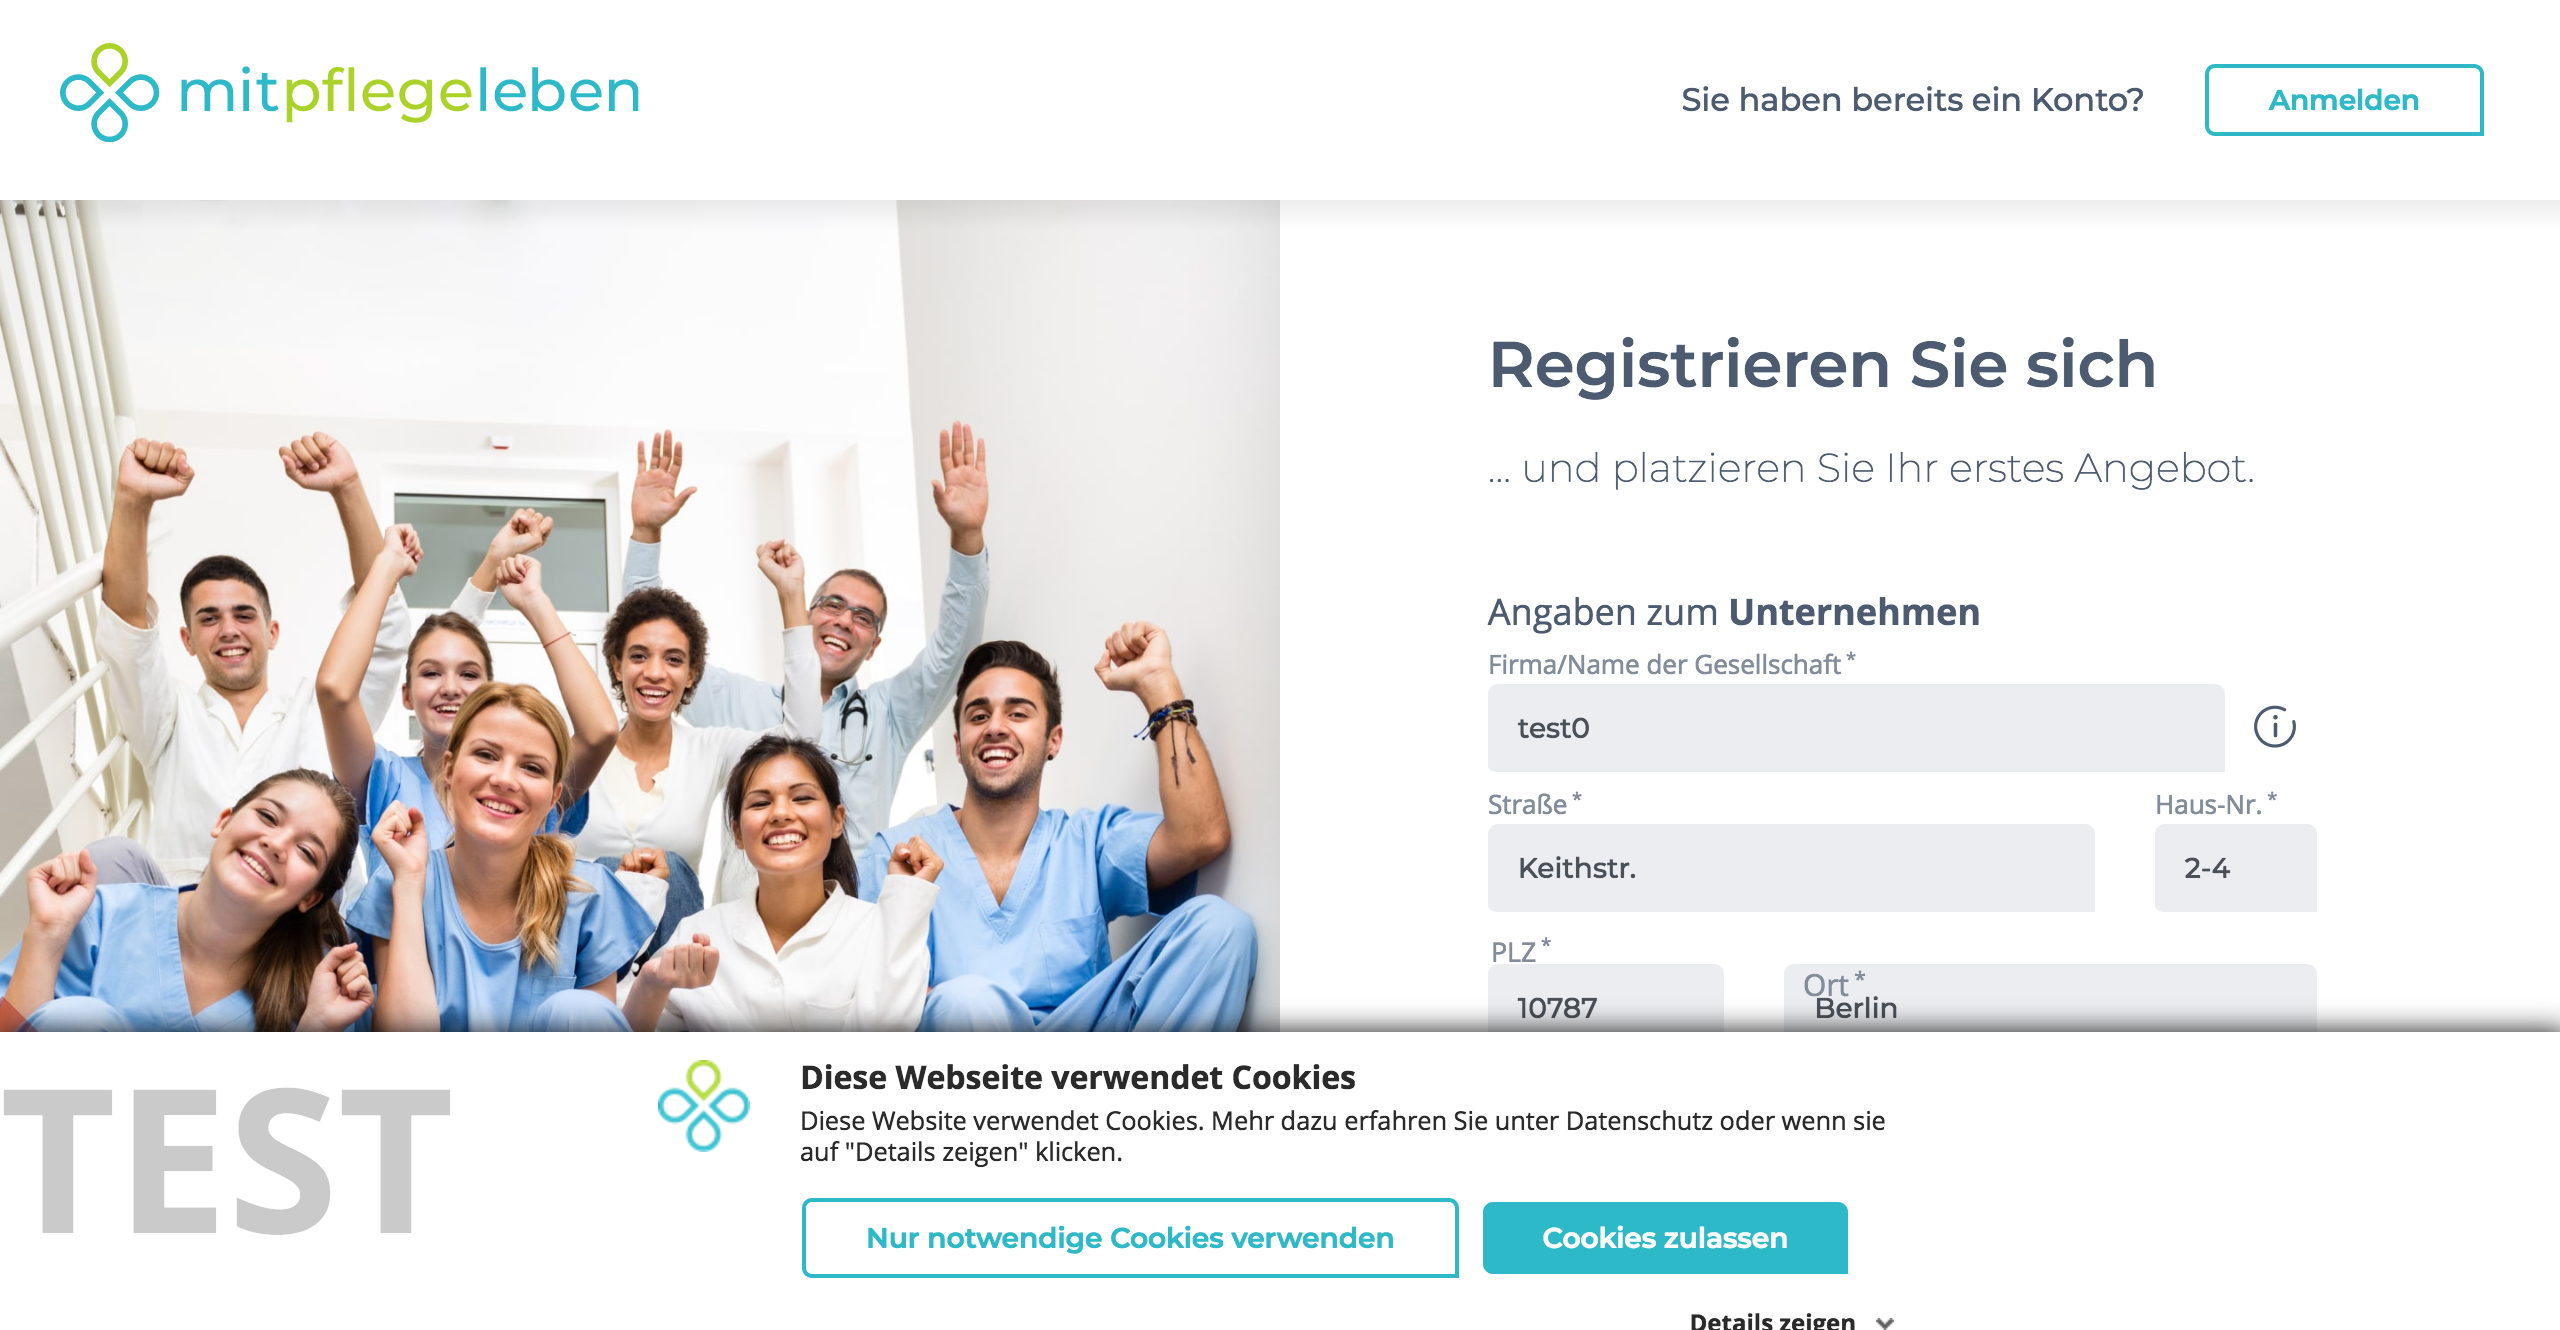 mitpflegeleben
Sie haben bereits ein Konto?
Anmelden
Registrieren Sie sich
... und platzieren Sie Ihr erstes Angebot.
Angaben zum Unternehmen
Firma/Name der Gesellschaft *
test0
Straße *
Haus-Nr. *
Keithstr.
2-4
PLZ *
Ort *
10787
Berlin
TEST
Diese Webseite verwendet Cookies
Diese Website verwendet Cookies. Mehr dazu erfahren Sie unter Datenschutz oder wenn sie
auf "Details zeigen" klicken.
Nur notwendige Cookies verwenden
Cookies zulassen
Details zeigen